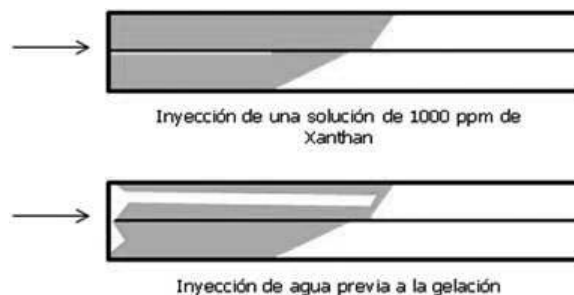 Inyección de una solución de 1000 ppm de
Xanthan
Inyección de agua previa a la gelación